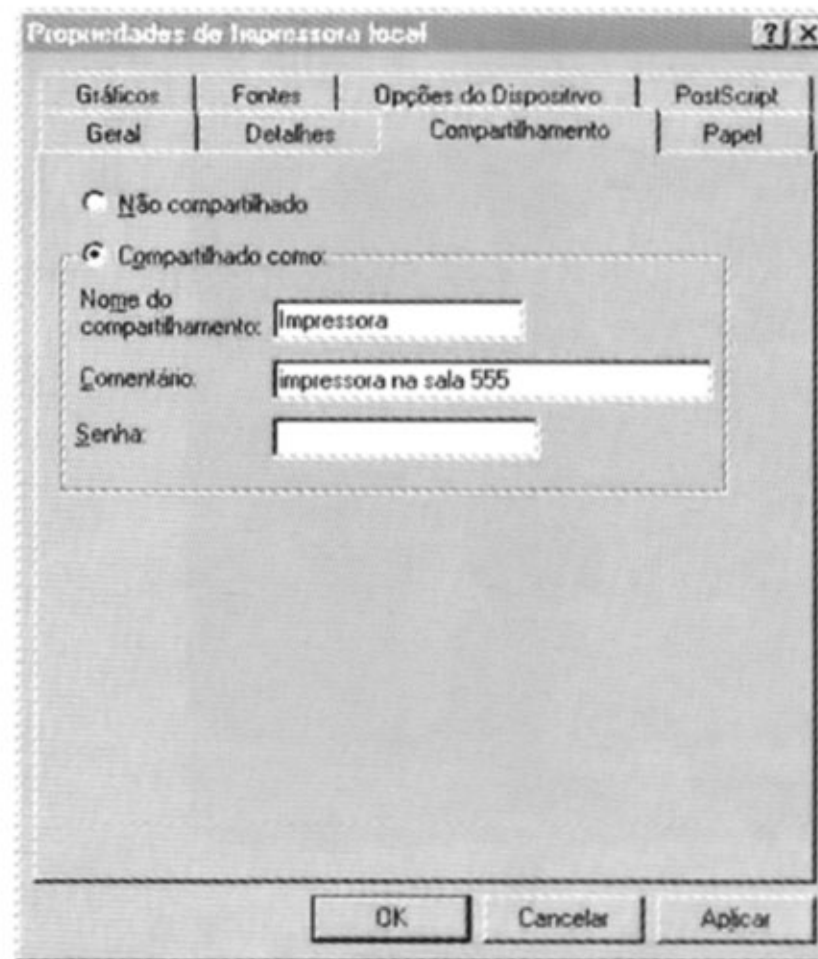 Propriedades de Impressora local
Gráficos Fontes Opções do Dispositivo PostScript
Geral Detalhes Compartilhamento Papel
Não compartilhado
Compartilhado como:
Nome do
compartilhamento: Impressora
Comentário: impressora na sala 555
Senha:
OK Cancelar Aplicar